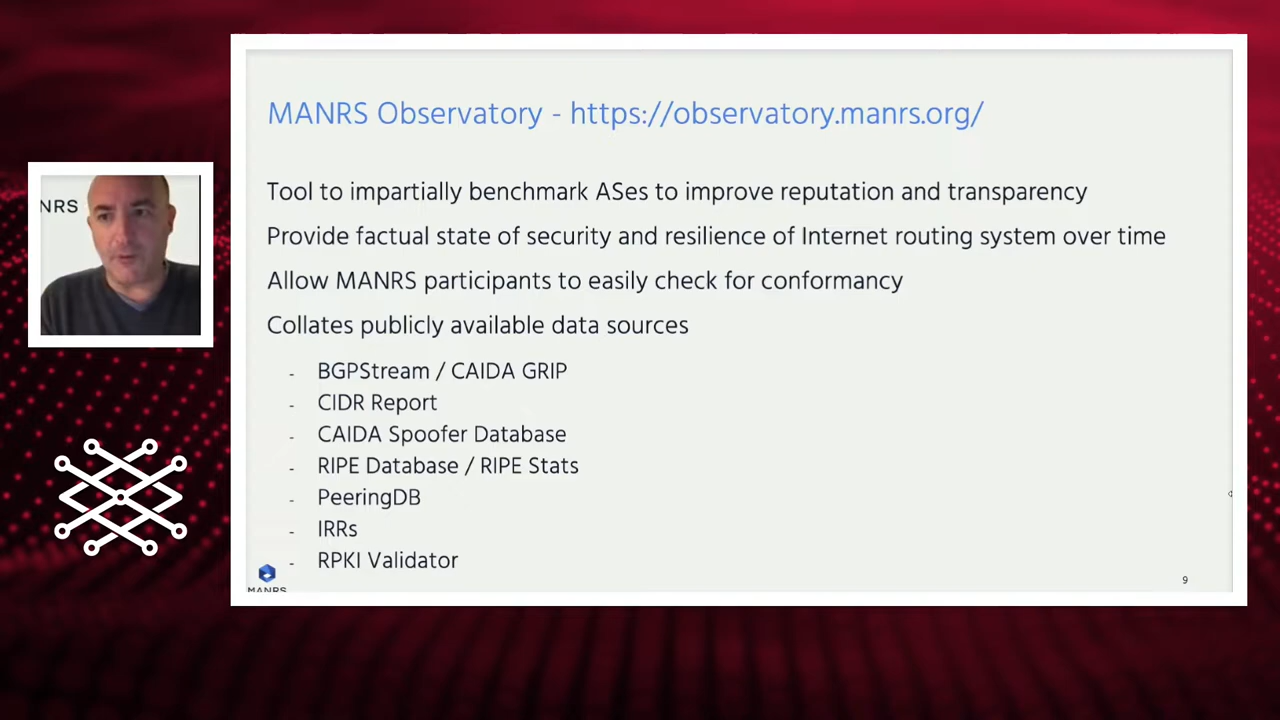 MANRS Observatory - https://observatory.manrs.org/
Tool to impartially benchmark ASes to improve reputation and transparency
Provide factual state of security and resilience of Internet routing system over time
Allow MANRS participants to easily check for conformancy
Collates publicly available data sources
- BGPStream / CAIDA GRIP
- CIDR Report
- CAIDA Spoofer Database
- RIPE Database / RIPE Stats
- PeeringDB
- IRRs
- RPKI Validator
MANRS
9
NRS